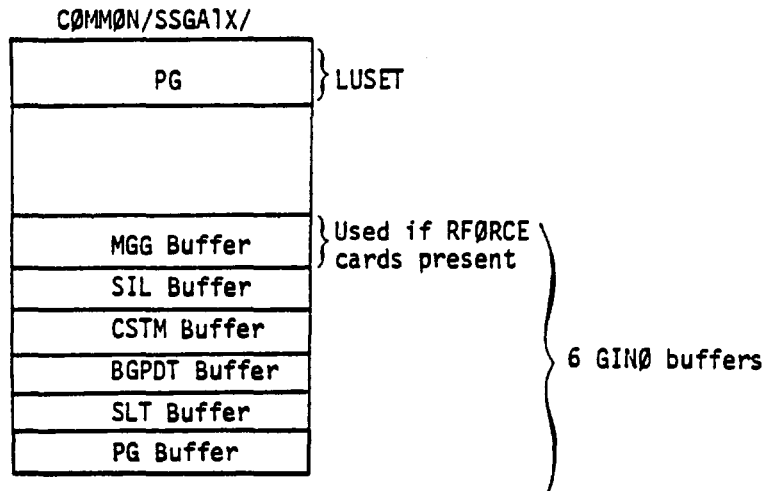 CØMMØN/SSGA1X/
PG
LUSET
MGG Buffer
Used if RFØRCE
cards present
SIL Buffer
CSTM Buffer
BGPDT Buffer
6 GINØ buffers
SLT Buffer
PG Buffer